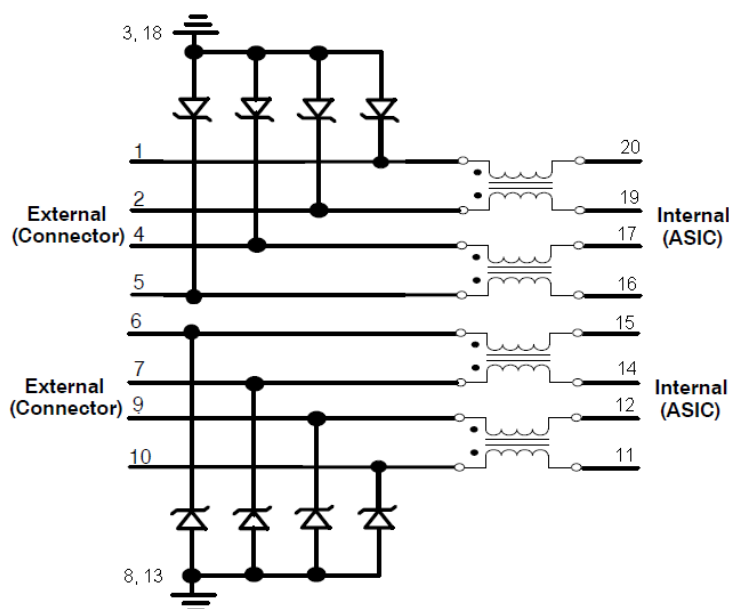 3, 18
1
20
2
19
External
(Connector)
Internal
(ASIC)
4
17
5
16
6
15
7
14
External
(Connector)
Internal
(ASIC)
9
12
10
11
8, 13